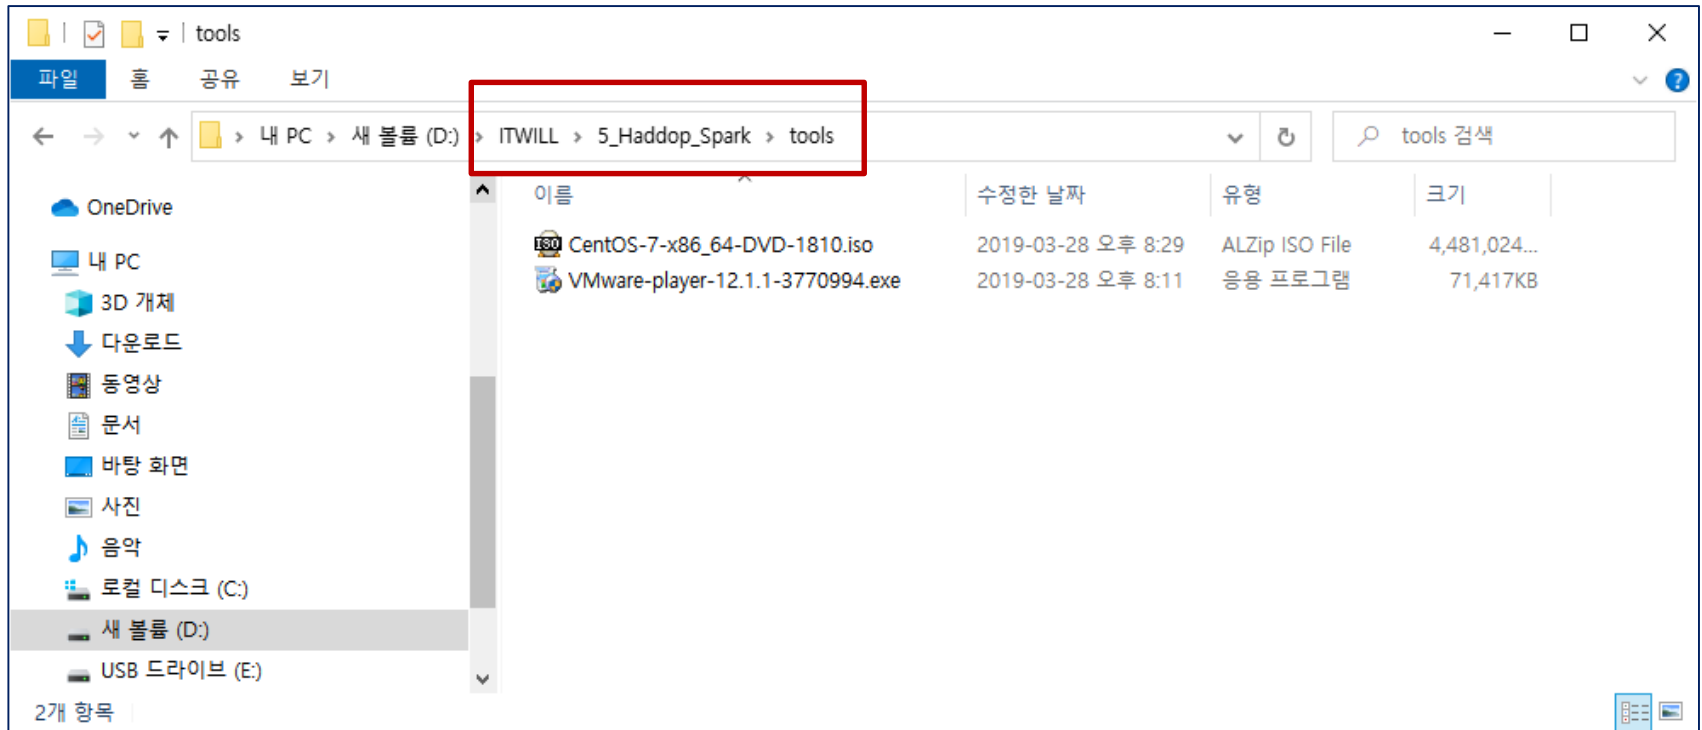 tools
파일 홈 공유 보기
내 PC 새 볼륨 (D:) ITWILL 5_Haddop_Spark tools tools 검색
이름 수정한 날짜 유형 크기
CentOS-7-x86_64-DVD-1810.iso 2019-03-28 오후 8:29 ALZip ISO File 4,481,024...
VMware-player-12.1.1-3770994.exe 2019-03-28 오후 8:11 응용 프로그램 71,417KB
OneDrive
내 PC
3D 개체
다운로드
동영상
문서
바탕 화면
사진
음악
로컬 디스크 (C:)
새 볼륨 (D:)
USB 드라이브 (E:)
2개 항목